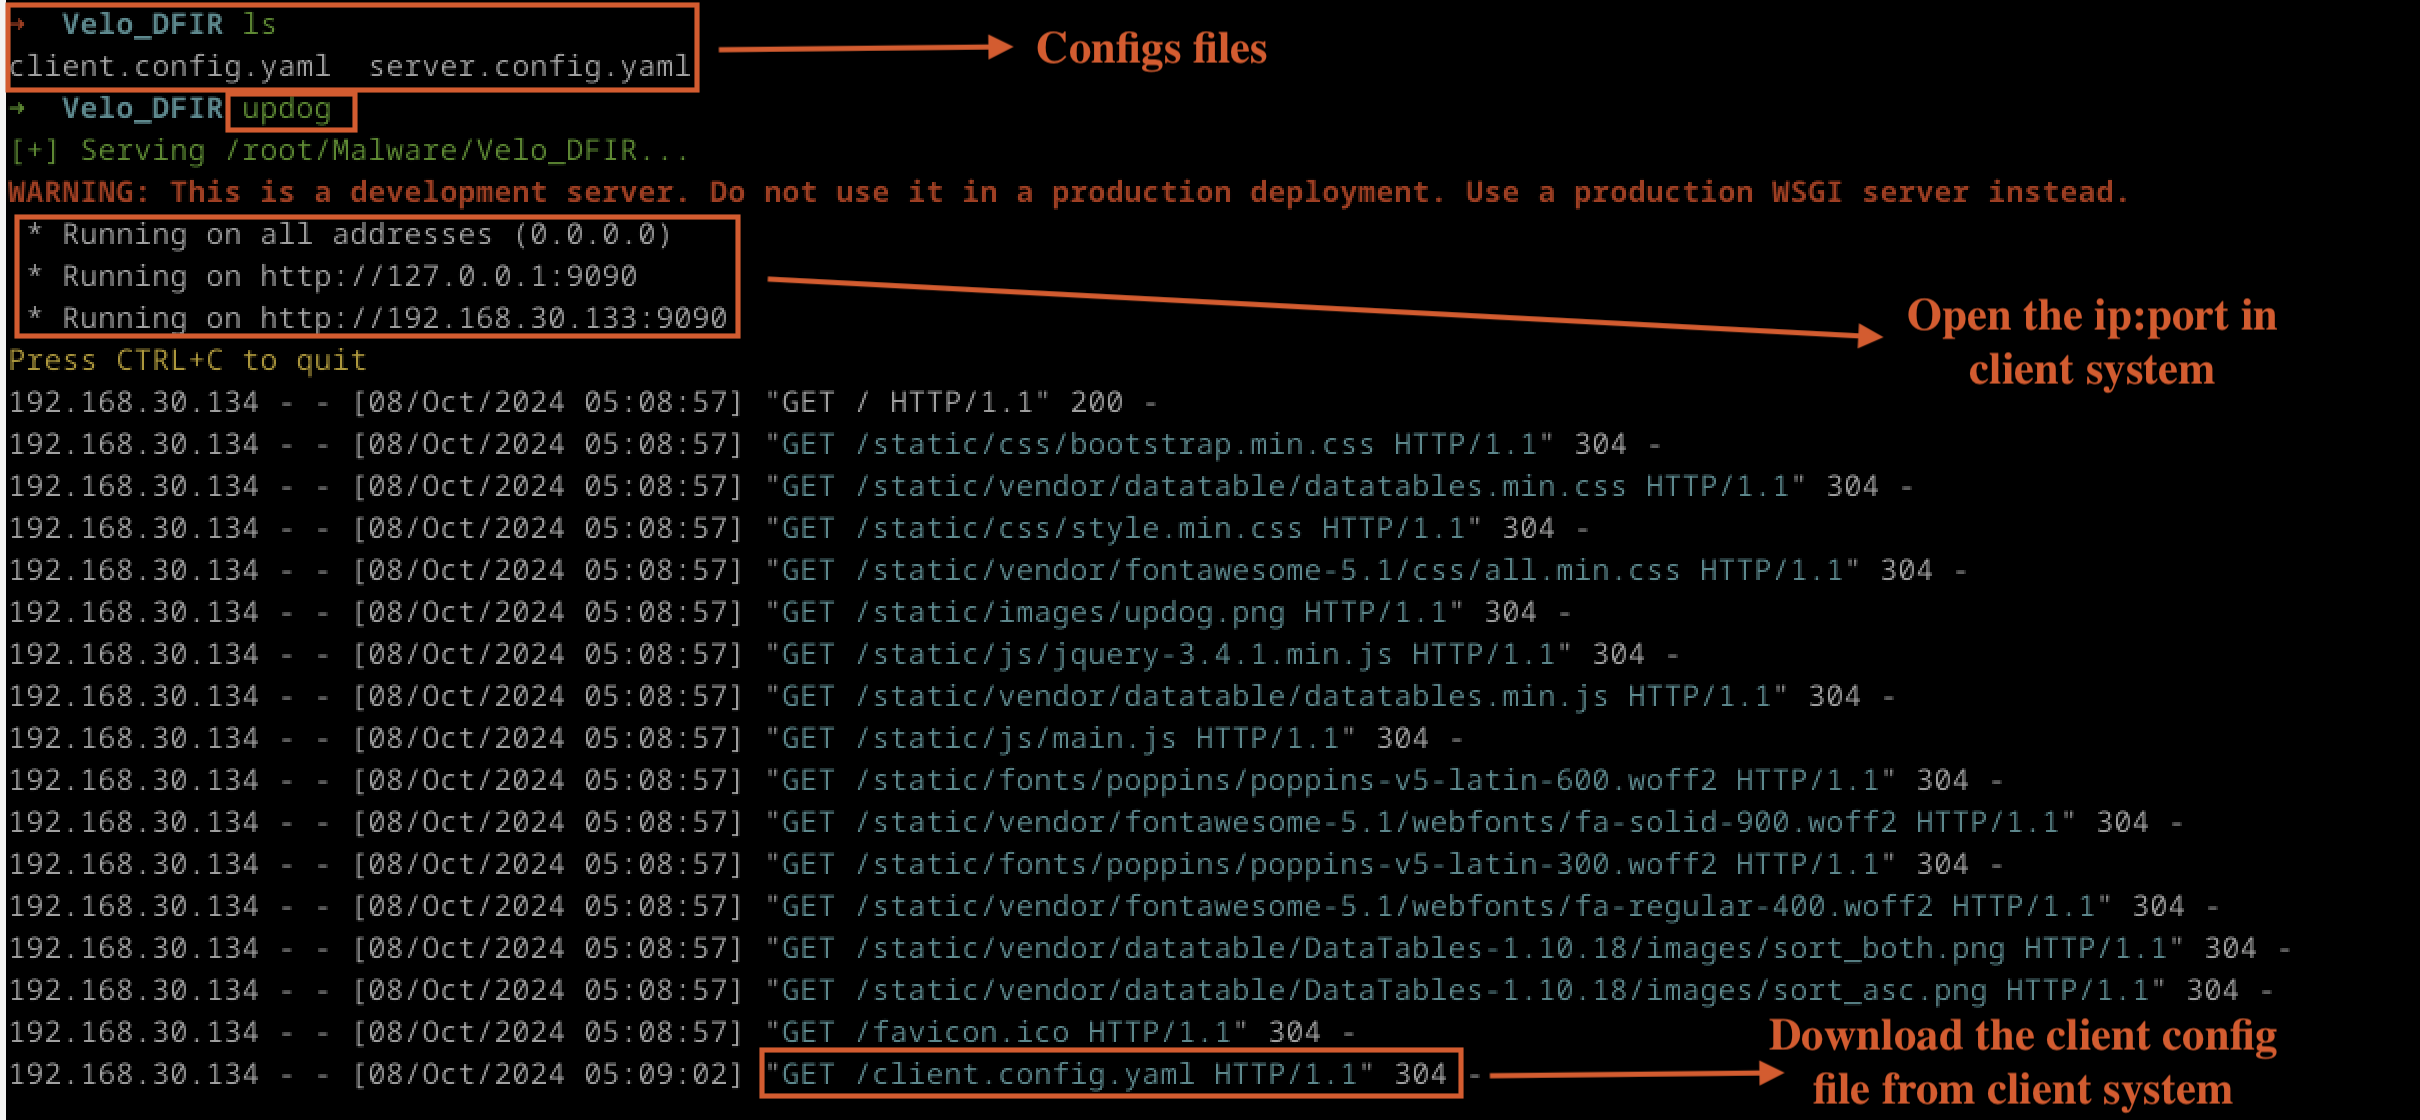 →  Velo_DFIR ls
Configs files
client.config.yaml  server.config.yaml
→  Velo_DFIR updog
[+] Serving /root/Malware/Velo_DFIR...
WARNING: This is a development server. Do not use it in a production deployment. Use a production WSGI server instead.
* Running on all addresses (0.0.0.0)
* Running on http://127.0.0.1:9090
* Running on http://192.168.30.133:9090
Open the ip:port in
client system
Press CTRL+C to quit
192.168.30.134 - - [08/Oct/2024 05:08:57] "GET / HTTP/1.1" 200 -
192.168.30.134 - - [08/Oct/2024 05:08:57] "GET /static/css/bootstrap.min.css HTTP/1.1" 304 -
192.168.30.134 - - [08/Oct/2024 05:08:57] "GET /static/vendor/datatable/datatables.min.css HTTP/1.1" 304 -
192.168.30.134 - - [08/Oct/2024 05:08:57] "GET /static/css/style.min.css HTTP/1.1" 304 -
192.168.30.134 - - [08/Oct/2024 05:08:57] "GET /static/vendor/fontawesome-5.1/css/all.min.css HTTP/1.1" 304 -
192.168.30.134 - - [08/Oct/2024 05:08:57] "GET /static/images/updog.png HTTP/1.1" 304 -
192.168.30.134 - - [08/Oct/2024 05:08:57] "GET /static/js/jquery-3.4.1.min.js HTTP/1.1" 304 -
192.168.30.134 - - [08/Oct/2024 05:08:57] "GET /static/vendor/datatable/datatables.min.js HTTP/1.1" 304 -
192.168.30.134 - - [08/Oct/2024 05:08:57] "GET /static/js/main.js HTTP/1.1" 304 -
192.168.30.134 - - [08/Oct/2024 05:08:57] "GET /static/fonts/poppins/poppins-v5-latin-600.woff2 HTTP/1.1" 304 -
192.168.30.134 - - [08/Oct/2024 05:08:57] "GET /static/vendor/fontawesome-5.1/webfonts/fa-solid-900.woff2 HTTP/1.1" 304 -
192.168.30.134 - - [08/Oct/2024 05:08:57] "GET /static/fonts/poppins/poppins-v5-latin-300.woff2 HTTP/1.1" 304 -
192.168.30.134 - - [08/Oct/2024 05:08:57] "GET /static/vendor/fontawesome-5.1/webfonts/fa-regular-400.woff2 HTTP/1.1" 304 -
192.168.30.134 - - [08/Oct/2024 05:08:57] "GET /static/vendor/datatable/DataTables-1.10.18/images/sort_both.png HTTP/1.1" 304 -
192.168.30.134 - - [08/Oct/2024 05:08:57] "GET /static/vendor/datatable/DataTables-1.10.18/images/sort_asc.png HTTP/1.1" 304 -
192.168.30.134 - - [08/Oct/2024 05:08:57] "GET /favicon.ico HTTP/1.1" 304 -
192.168.30.134 - - [08/Oct/2024 05:09:02] "GET /client.config.yaml HTTP/1.1" 304 -
Download the client config
file from client system